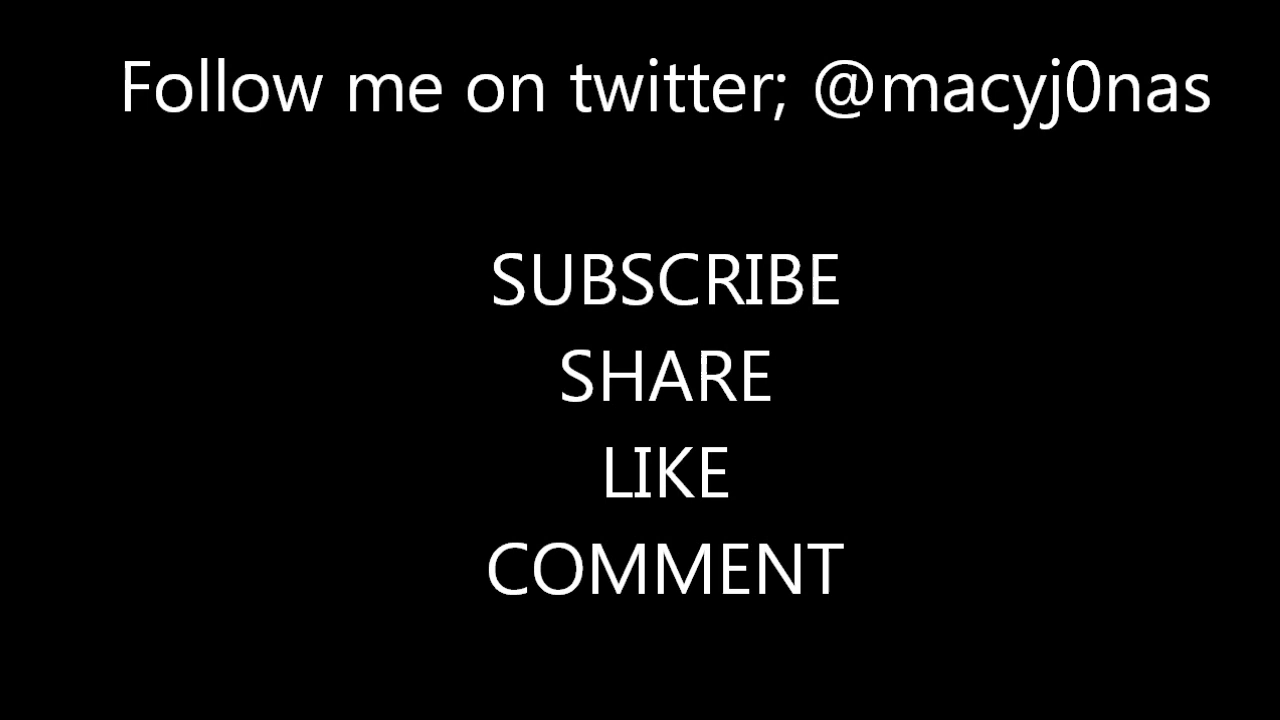 Follow me on twitter; @macyj0nas
SUBSCRIBE
SHARE
LIKE
COMMENT